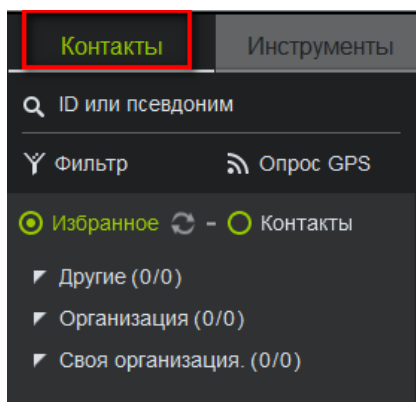 Контакты Инструменты
ID или псевдоним
Фильтр Опрос GPS
Избранное - Контакты
Другие (0/0)
Организация (0/0)
Своя организация. (0/0)